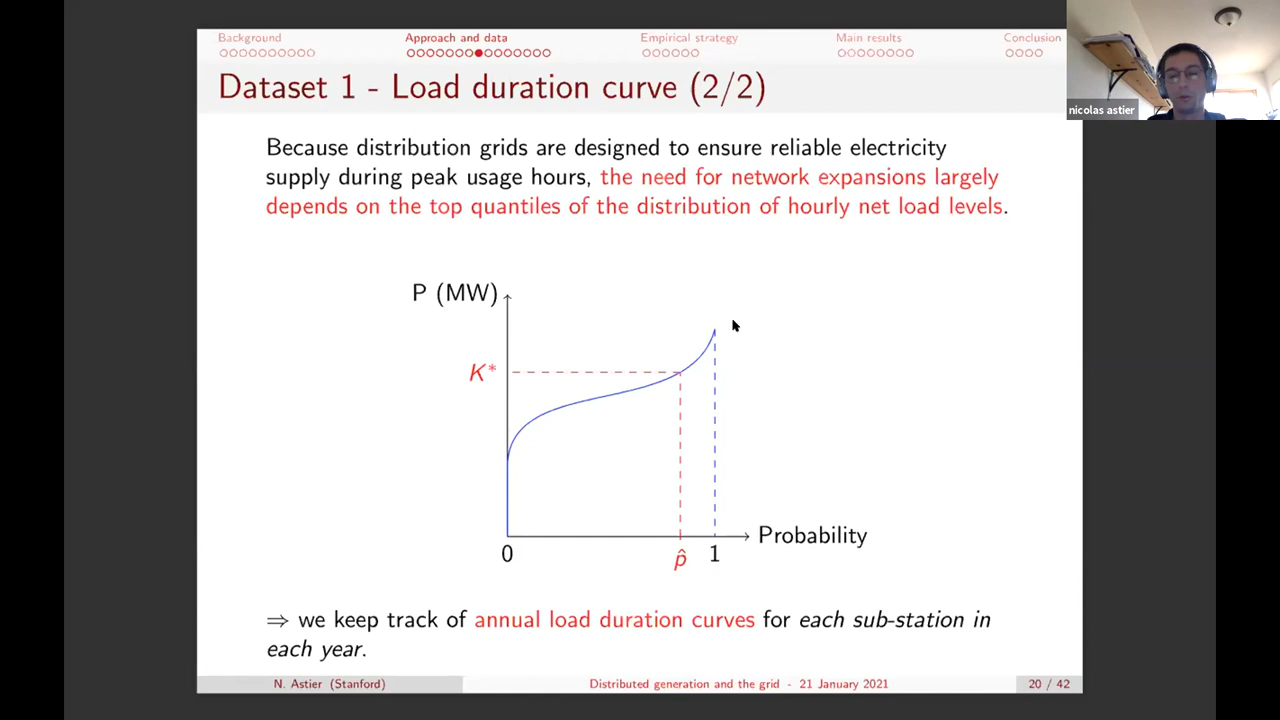 Background
Approach and data
Empirical strategy
Main results
Conclusion
Dataset 1 - Load duration curve (2/2)
nicolas astier
Because distribution grids are designed to ensure reliable electricity
supply during peak usage hours, the need for network expansions largely
depends on the top quantiles of the distribution of hourly net load levels.
P (MW)
K*
0
p̂
1
Probability
⇒ we keep track of annual load duration curves for each sub-station in
each year.
N. Astier (Stanford)
Distributed generation and the grid - 21 January 2021
20 / 42